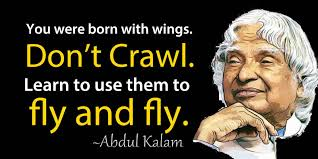 You were born with wings.
Don't Crawl.
Learn to use them to
fly and fly.
~Abdul Kalam